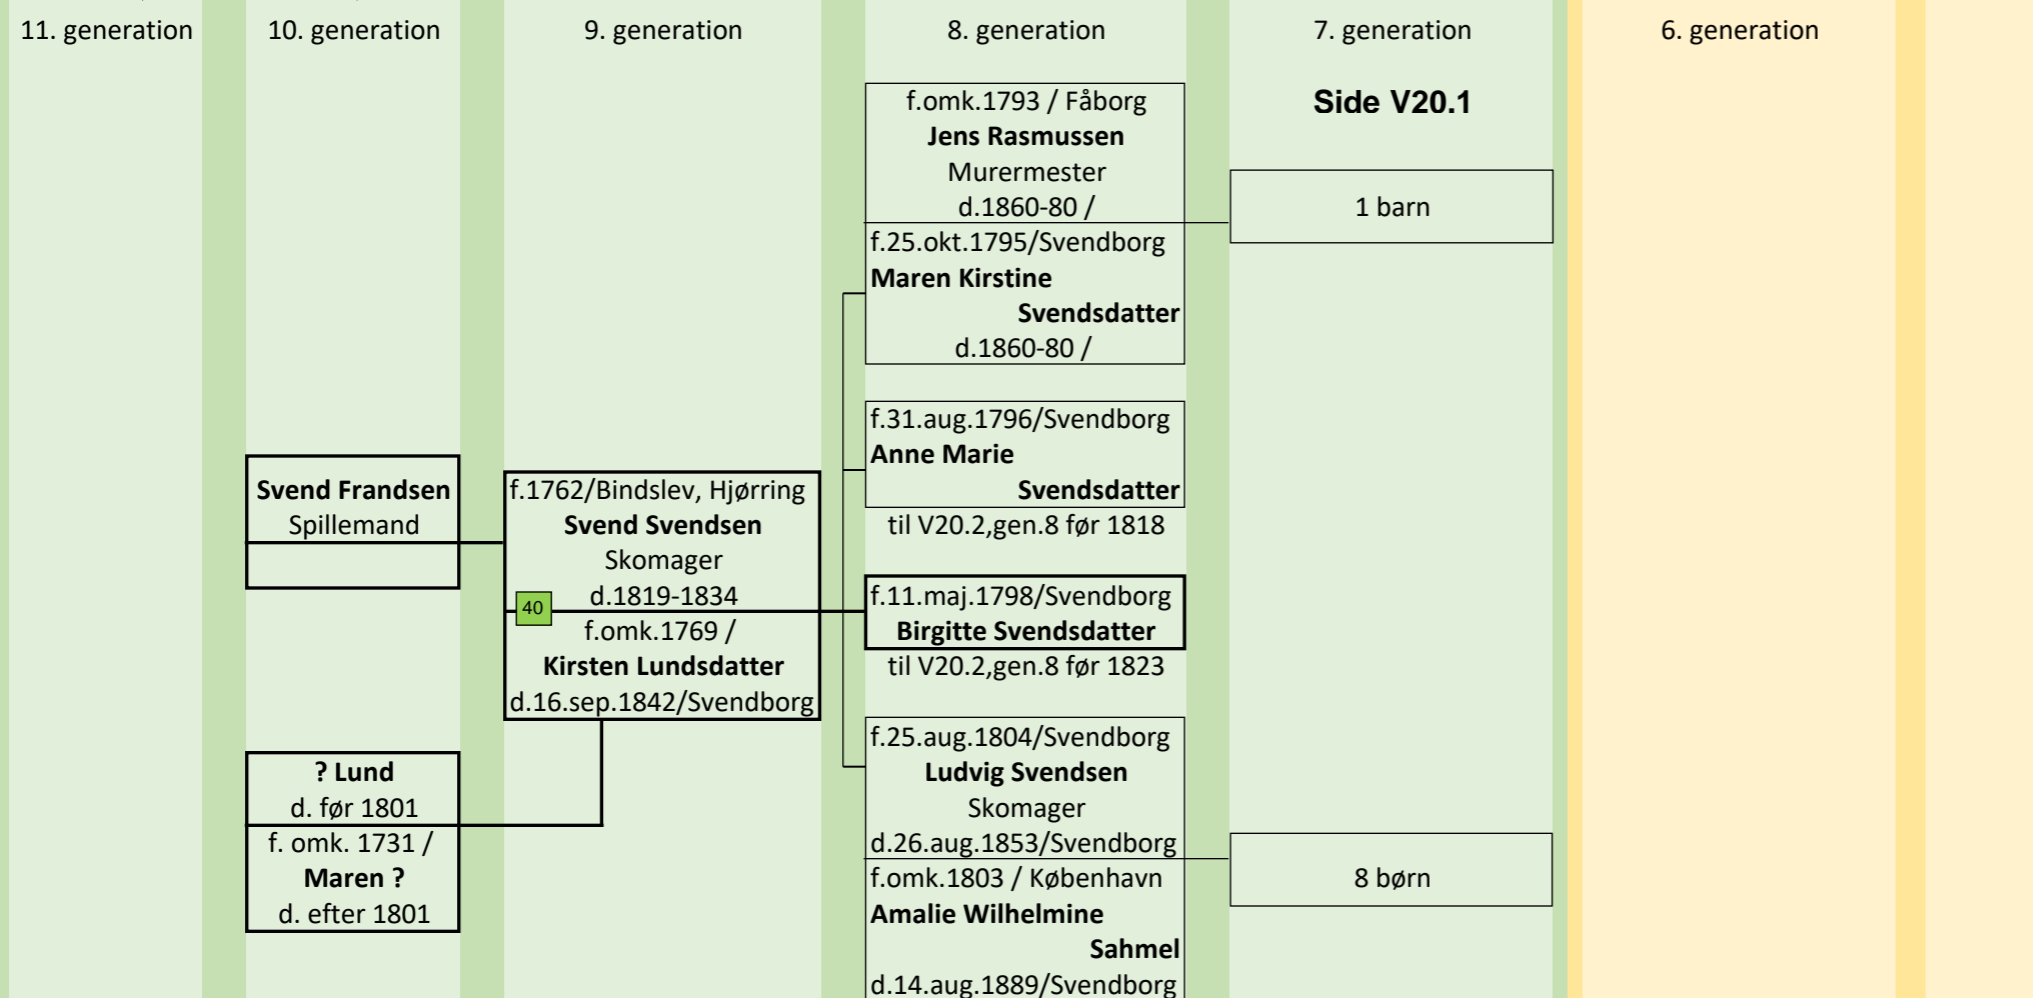 11. generation
10. generation
9. generation
8. generation
7. generation
6. generation
Side V20.1
f.omk.1793 / Fåborg
Jens Rasmussen
Murermester
d.1860-80 /
f.25.okt.1795/Svendborg
Maren Kirstine
Svendsdatter
d.1860-80 /
1 barn
f.31.aug.1796/Svendborg
Anne Marie
Svendsdatter
til V20.2,gen.8 før 1818
Svend Frandsen
Spillemand
f.1762/Bindslev, Hjørring
Svend Svendsen
Skomager
d.1819-1834
40
f.omk.1769 /
Kirsten Lundsdatter
d.16.sep.1842/Svendborg
f.11.maj.1798/Svendborg
Birgitte Svendsdatter
til V20.2,gen.8 før 1823
? Lund
d. før 1801
f. omk. 1731 /
Maren ?
d. efter 1801
f.25.aug.1804/Svendborg
Ludvig Svendsen
Skomager
d.26.aug.1853/Svendborg
f.omk.1803 / København
Amalie Wilhelmine
Sahmel
d.14.aug.1889/Svendborg
8 børn